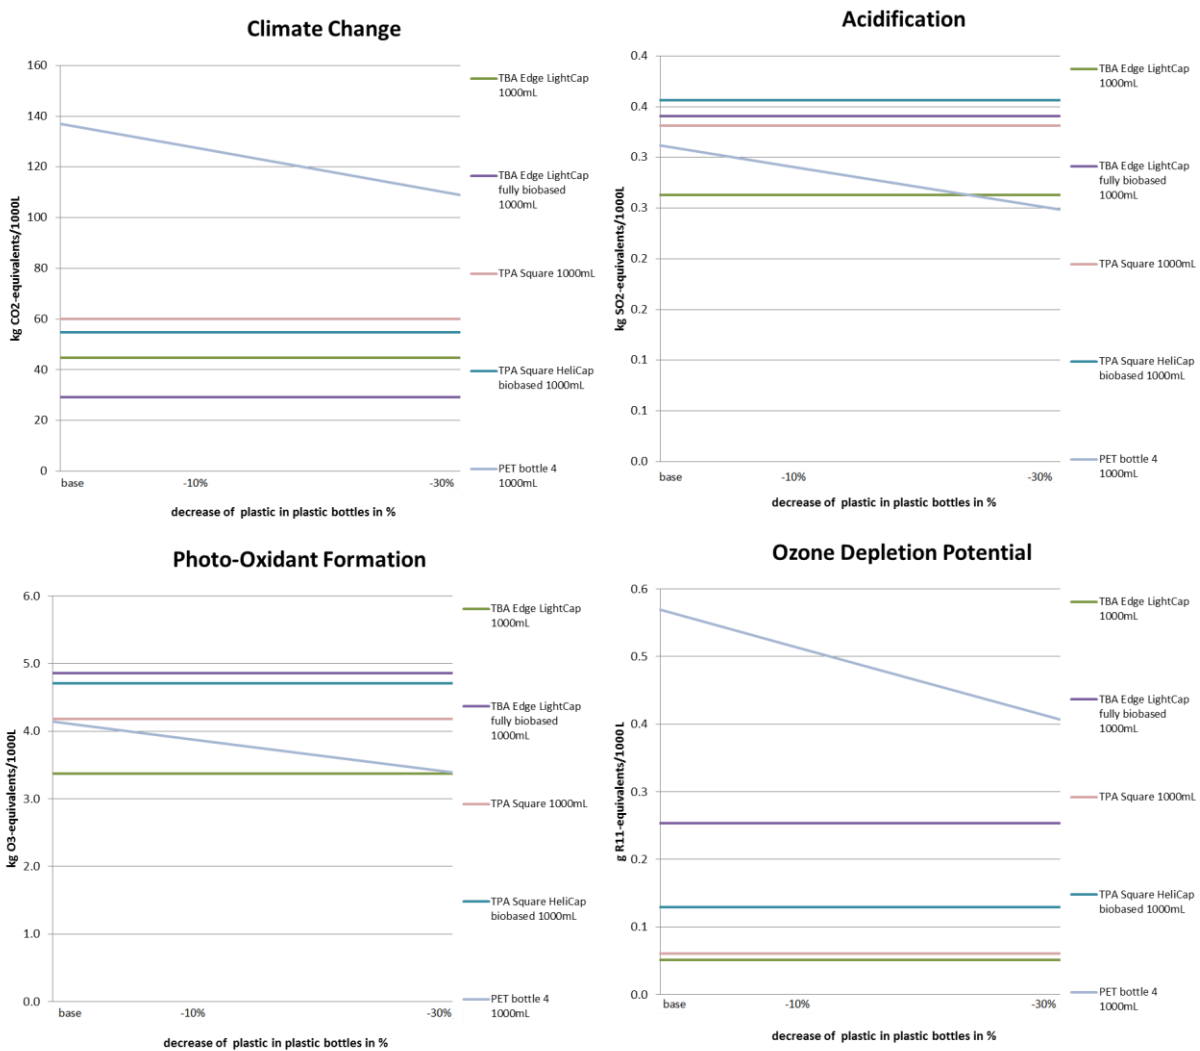 Climate Change
160
140
120
100
80
60
40
20
0
kg CO2-equivalents/1000L
base
-10%
-30%
decrease of plastic in plastic bottles in %
TBA Edge LightCap
1000mL
TBA Edge LightCap
fully biobased
1000mL
TPA Square 1000mL
TPA Square HeliCap
biobased 1000mL
PET bottle 4
1000mL
Acidification
0.4
0.4
0.3
0.3
0.2
0.2
0.1
0.1
0.0
kg SO2-equivalents/1000L
base
-10%
-30%
decrease of plastic in plastic bottles in %
TBA Edge LightCap
1000mL
TBA Edge LightCap
fully biobased
1000mL
TPA Square 1000mL
TPA Square HeliCap
biobased 1000mL
PET bottle 4
1000mL
Photo-Oxidant Formation
6.0
5.0
4.0
3.0
2.0
1.0
0.0
kg O3-equivalents/1000L
base
-10%
-30%
decrease of plastic in plastic bottles in %
TBA Edge LightCap
1000mL
TBA Edge LightCap
fully biobased
1000mL
TPA Square 1000mL
TPA Square HeliCap
biobased 1000mL
PET bottle 4
1000mL
Ozone Depletion Potential
0.6
0.5
0.4
0.3
0.2
0.1
0.0
g R11-equivalents/1000L
base
-10%
-30%
decrease of plastic in plastic bottles in %
TBA Edge LightCap
1000mL
TBA Edge LightCap
fully biobased
1000mL
TPA Square 1000mL
TPA Square HeliCap
biobased 1000mL
PET bottle 4
1000mL